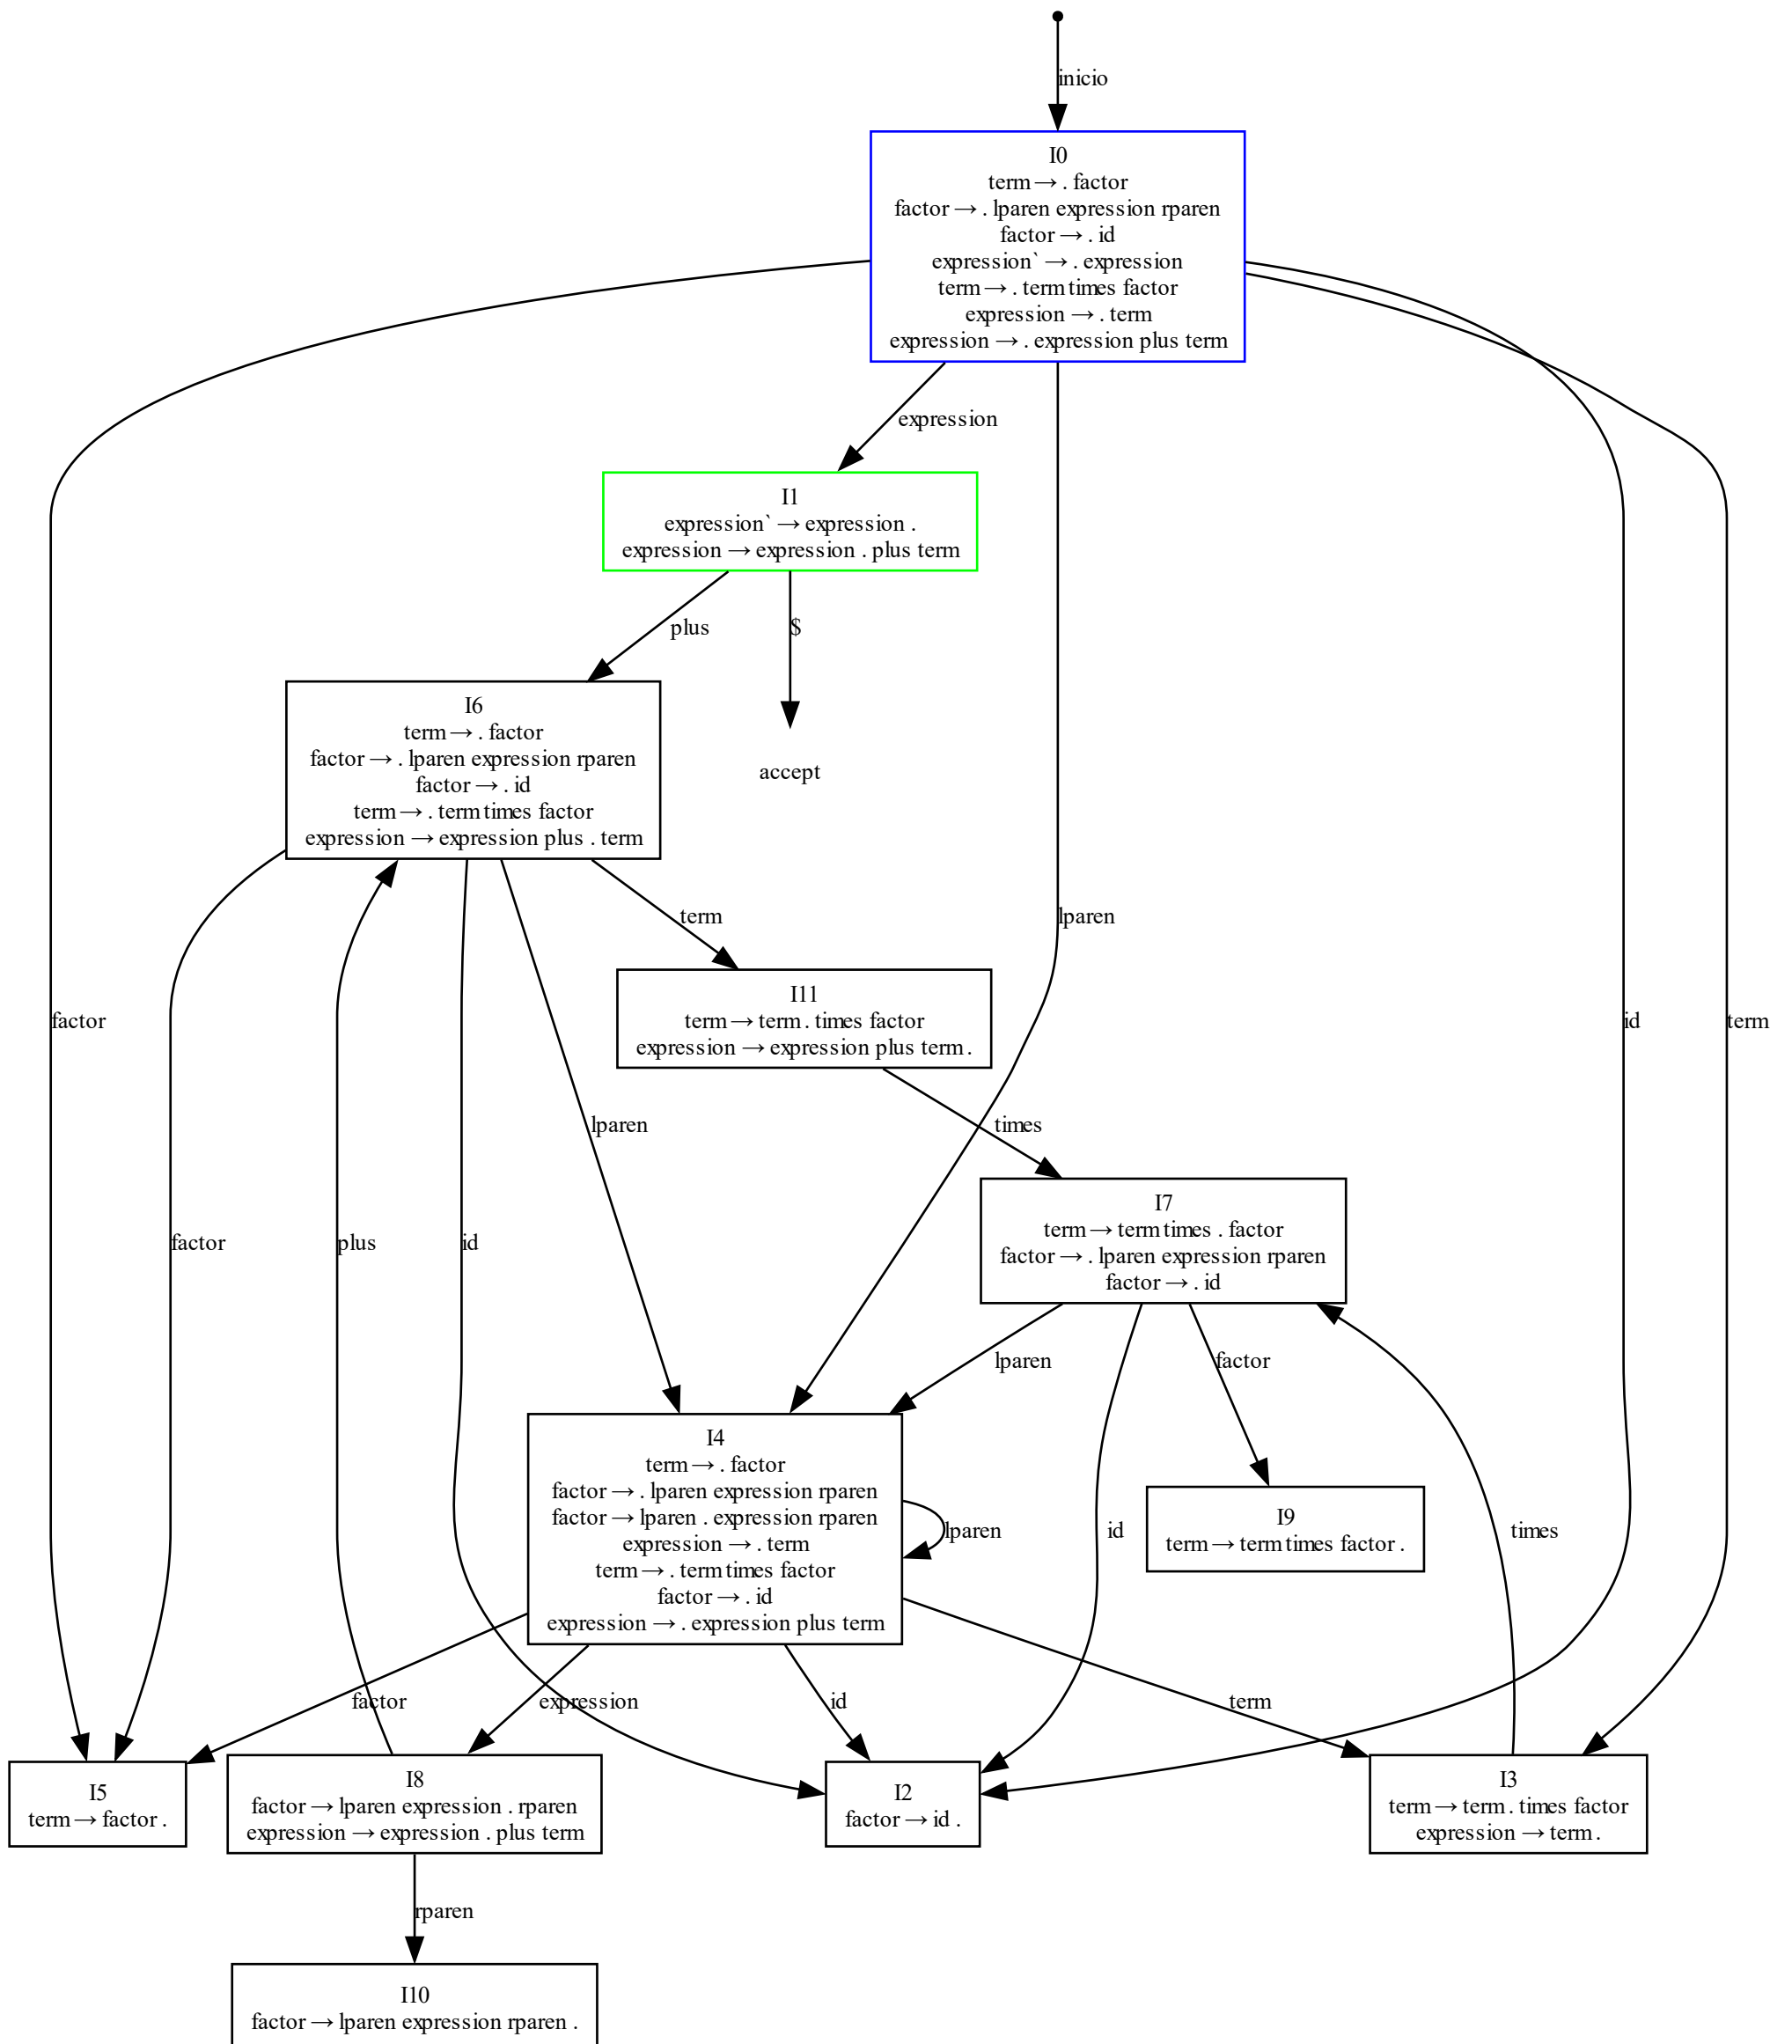 inicio
I0
term → . factor
factor → . lparen expression rparen
factor → . id
expression` → . expression
term → . term times factor
expression → . term
expression → . expression plus term
expression
I1
expression` → expression .
expression → expression . plus term
plus
$
I6
term → . factor
factor → . lparen expression rparen
factor → . id
term → . term times factor
expression → expression plus . term
accept
term
lparen
I11
term → term . times factor
expression → expression plus term .
factor
id
term
lparen
times
I7
term → term times . factor
factor → . lparen expression rparen
factor → . id
factor
plus
id
lparen
factor
I4
term → . factor
factor → . lparen expression rparen
factor → lparen . expression rparen
expression → . term
term → . term times factor
factor → . id
expression → . expression plus term
lparen
id
I9
term → term times factor .
times
factor
expression
id
term
I5
term → factor .
I8
factor → lparen expression . rparen
expression → expression . plus term
I2
factor → id .
I3
term → term . times factor
expression → term .
rparen
I10
factor → lparen expression rparen .